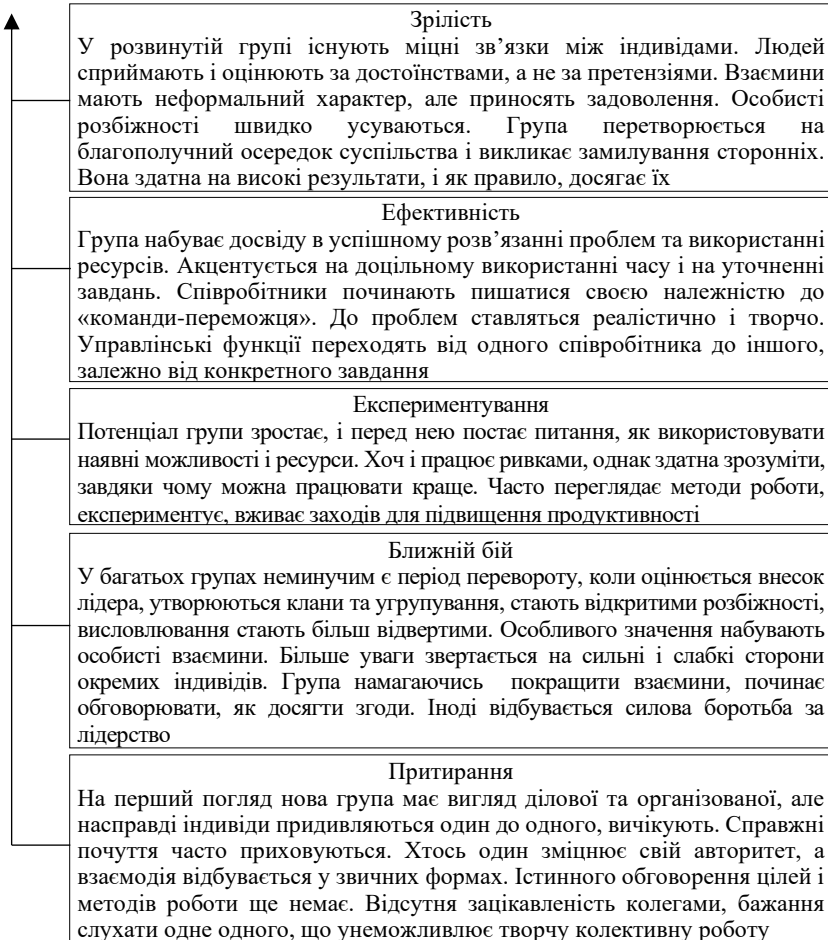 Зрілість
У розвинутій групі існують міцні зв’язки між індивідами. Людей
сприймають і оцінюють за достоїнствами, а не за претензіями. Взаємини
мають неформальний характер, але приносять задоволення. Особисті
розбіжності швидко усуваються. Група перетворюється на
благополучний осередок суспільства і викликає замилування сторонніх.
Вона здатна на високі результати, і як правило, досягає їх
Ефективність
Група набуває досвіду в успішному розв’язанні проблем та використанні
ресурсів. Акцентується на доцільному використанні часу і на уточненні
завдань. Співробітники починають пишатися своєю належністю до
«команди-переможця». До проблем ставляться реалістично і творчо.
Управлінські функції переходять від одного співробітника до іншого,
залежно від конкретного завдання
Експериментування
Потенціал групи зростає, і перед нею постає питання, як використовувати
наявні можливості і ресурси. Хоч і працює ривками, однак здатна зрозуміти,
завдяки чому можна працювати краще. Часто переглядає методи роботи,
експериментує, вживає заходів для підвищення продуктивності
Ближній бій
У багатьох групах неминучим є період перевороту, коли оцінюється внесок
лідера, утворюються клани та угрупування, стають відкритими розбіжності,
висловлювання стають більш відвертими. Особливого значення набувають
особисті взаємини. Більше уваги звертається на сильні і слабкі сторони
окремих індивідів. Група намагаючись покращити взаємини, починає
обговорювати, як досягти згоди. Іноді відбувається силова боротьба за
лідерство
Притирання
На перший погляд нова група має вигляд ділової та організованої, але
насправді індивіди придивляються один до одного, вичікують. Справжні
почуття часто приховуються. Хтось один зміцнює свій авторитет, а
взаємодія відбувається у звичних формах. Істинного обговорення цілей і
методів роботи ще немає. Відсутня зацікавленість колегами, бажання
слухати одне одного, що унеможливлює творчу колективну роботу